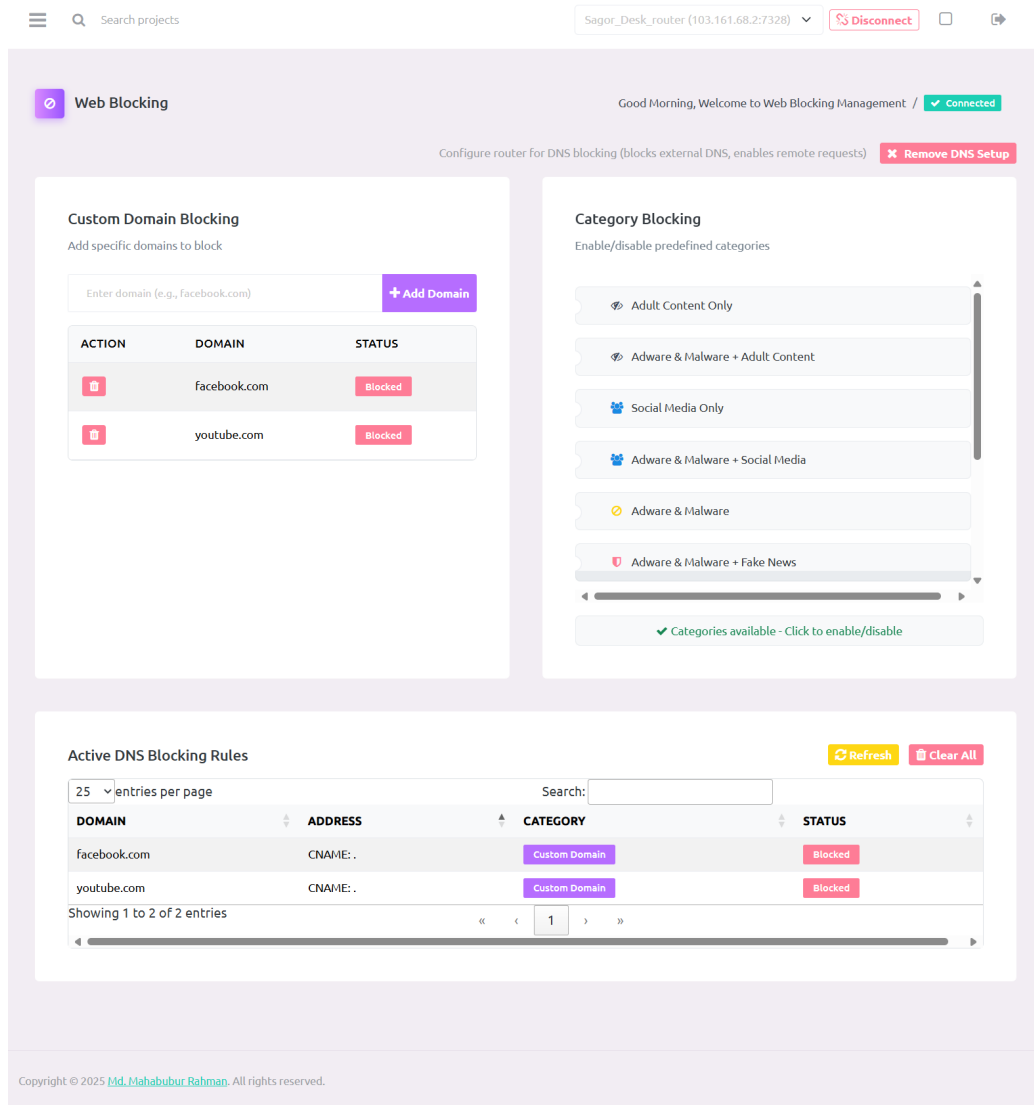 Search projects
Sagor_Desk_router (103.161.68.2:7328)
Disconnect
Web Blocking
Good Morning, Welcome to Web Blocking Management / Connected
Configure router for DNS blocking (blocks external DNS, enables remote requests)
Remove DNS Setup
Custom Domain Blocking
Add specific domains to block
Enter domain (e.g., facebook.com)
Add Domain
ACTION DOMAIN STATUS
facebook.com Blocked
youtube.com Blocked
Category Blocking
Enable/disable predefined categories
Adult Content Only
Adware & Malware + Adult Content
Social Media Only
Adware & Malware + Social Media
Adware & Malware
Adware & Malware + Fake News
Categories available - Click to enable/disable
Active DNS Blocking Rules
Refresh
Clear All
25 entries per page
Search:
DOMAIN ADDRESS CATEGORY STATUS
facebook.com CNAME: . Custom Domain Blocked
youtube.com CNAME: . Custom Domain Blocked
Showing 1 to 2 of 2 entries
« ‹ 1 › »
Copyright © 2025 Md. Mahabubur Rahman. All rights reserved.